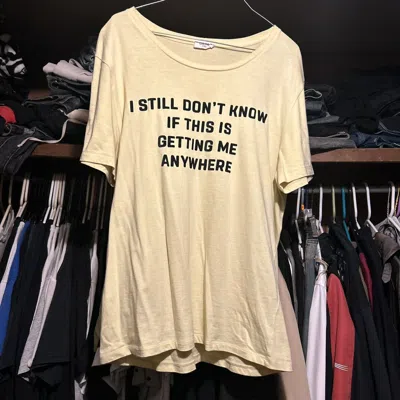 I STILL DON'T KNOW
IF THIS IS
GETTING ME
ANYWHERE